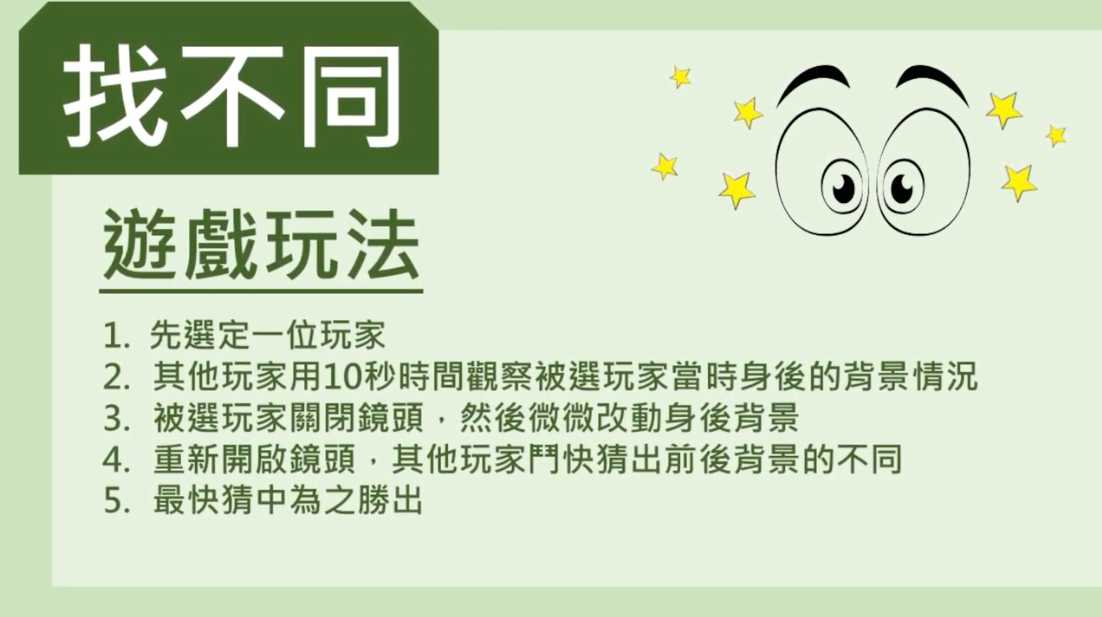 找不同
遊戲玩法
1. 先選定一位玩家
2. 其他玩家用10秒時間觀察被選玩家當時身後的背景情況
3. 被選玩家關閉鏡頭，然後微微改動身後背景
4. 重新開啟鏡頭，其他玩家鬥快猜出前後背景的不同
5. 最快猜中為之勝出